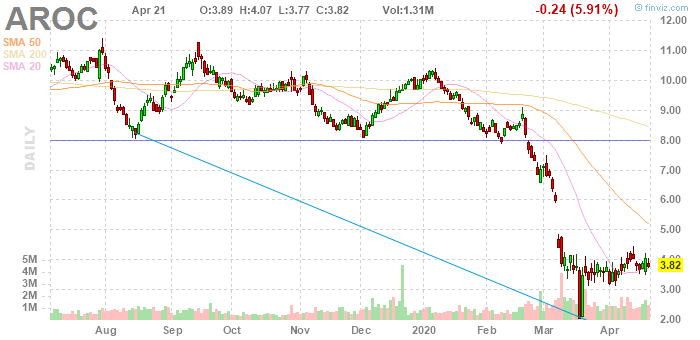 AROC
Apr 21 O:3.89 H:4.07 L:3.77 C:3.82 Vol:1.31M
© finviz.com
-0.24 (5.91%)
SMA 50
SMA 200
SMA 20
DAILY
12.00
11.00
10.00
9.00
8.00
7.00
6.00
5.00
4.00
3.82
3.00
2.00
5M
4M
3M
2M
1M
Aug Sep Oct Nov Dec 2020 Feb Mar Apr